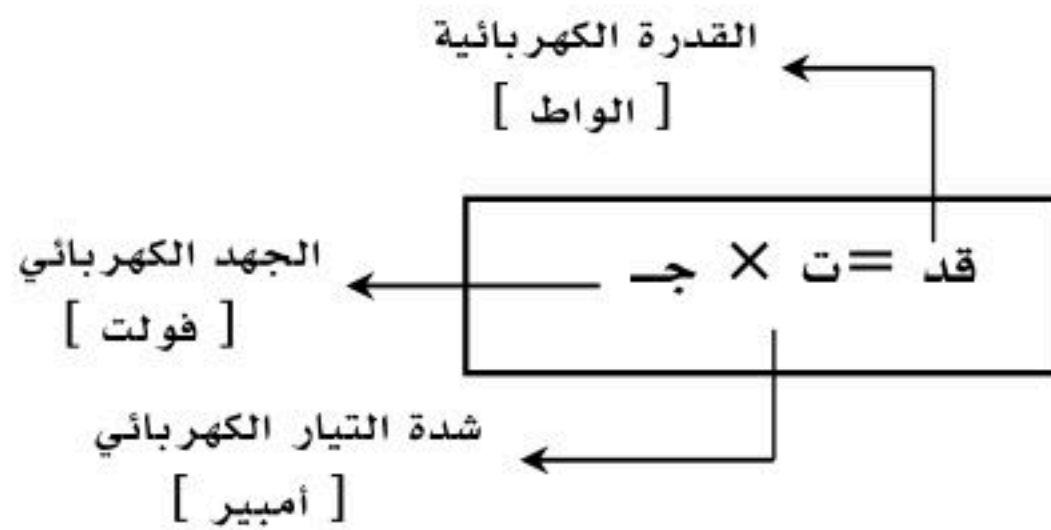 القدرة الكهربائية
[ الواط ]
قد = ت × جـ
الجهد الكهربائي
[ فولت ]
شدة التيار الكهربائي
[ أمبير ]